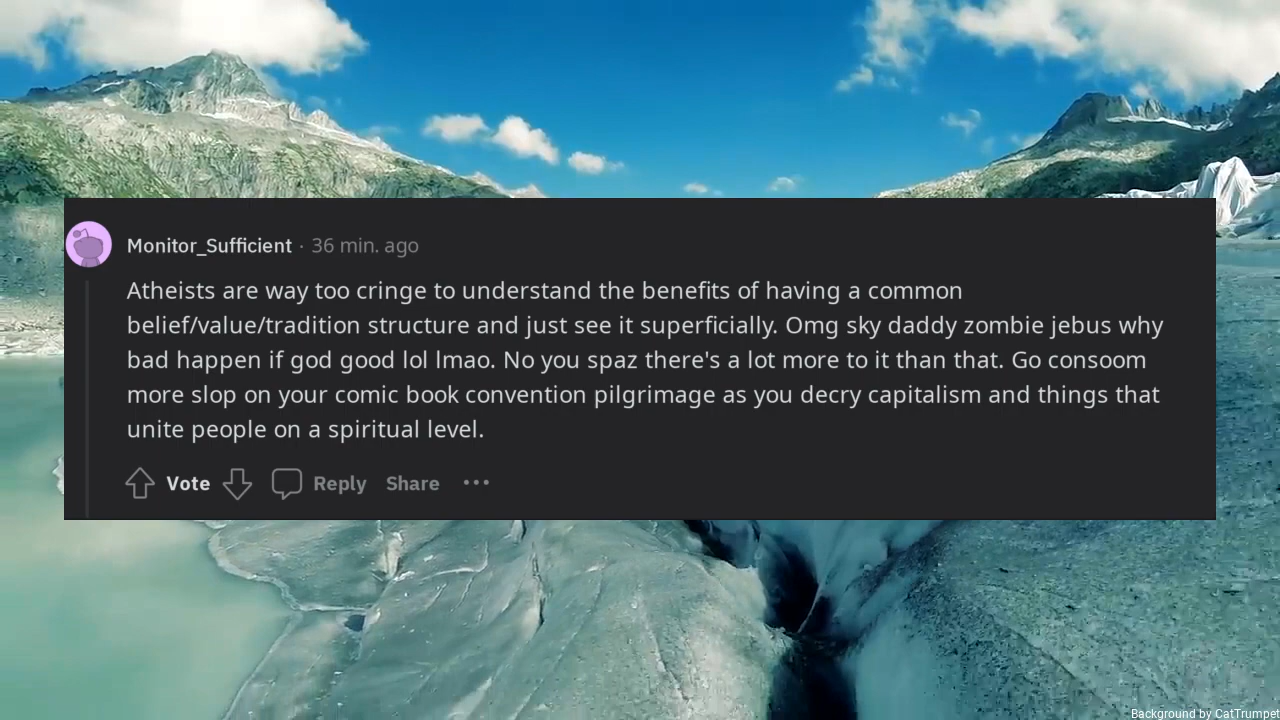 Monitor_Sufficient · 36 min. ago
Atheists are way too cringe to understand the benefits of having a common
belief/value/tradition structure and just see it superficially. Omg sky daddy zombie jebus why
bad happen if god good lol lmao. No you spaz there's a lot more to it than that. Go consoom
more slop on your comic book convention pilgrimage as you decry capitalism and things that
unite people on a spiritual level.
Vote Reply Share ···
Background by CatTrumpet